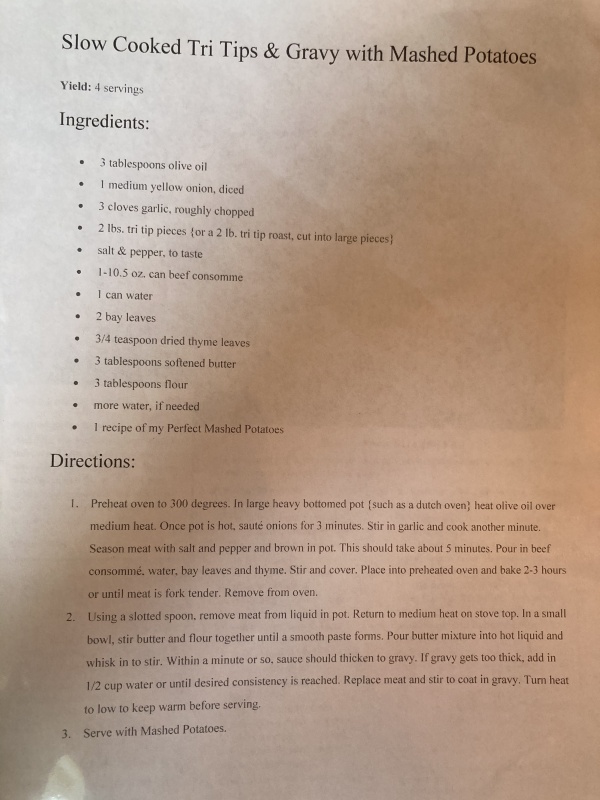 Slow Cooked Tri Tips & Gravy with Mashed Potatoes
Yield: 4 servings
Ingredients:
• 3 tablespoons olive oil
• 1 medium yellow onion, diced
• 3 cloves garlic, roughly chopped
• 2 lbs. tri tip pieces {or a 2 lb. tri tip roast, cut into large pieces}
• salt & pepper, to taste
• 1-10.5 oz. can beef consomme
• 1 can water
• 2 bay leaves
• 3/4 teaspoon dried thyme leaves
• 3 tablespoons softened butter
• 3 tablespoons flour
• more water, if needed
• 1 recipe of my Perfect Mashed Potatoes
Directions:
1. Preheat oven to 300 degrees. In large heavy bottomed pot {such as a dutch oven} heat olive oil over
medium heat. Once pot is hot, sauté onions for 3 minutes. Stir in garlic and cook another minute.
Season meat with salt and pepper and brown in pot. This should take about 5 minutes. Pour in beef
consommé, water, bay leaves and thyme. Stir and cover. Place into preheated oven and bake 2-3 hours
or until meat is fork tender. Remove from oven.
2. Using a slotted spoon, remove meat from liquid in pot. Return to medium heat on stove top. In a small
bowl, stir butter and flour together until a smooth paste forms. Pour butter mixture into hot liquid and
whisk in to stir. Within a minute or so, sauce should thicken to gravy. If gravy gets too thick, add in
1/2 cup water or until desired consistency is reached. Replace meat and stir to coat in gravy. Turn heat
to low to keep warm before serving.
3. Serve with Mashed Potatoes.